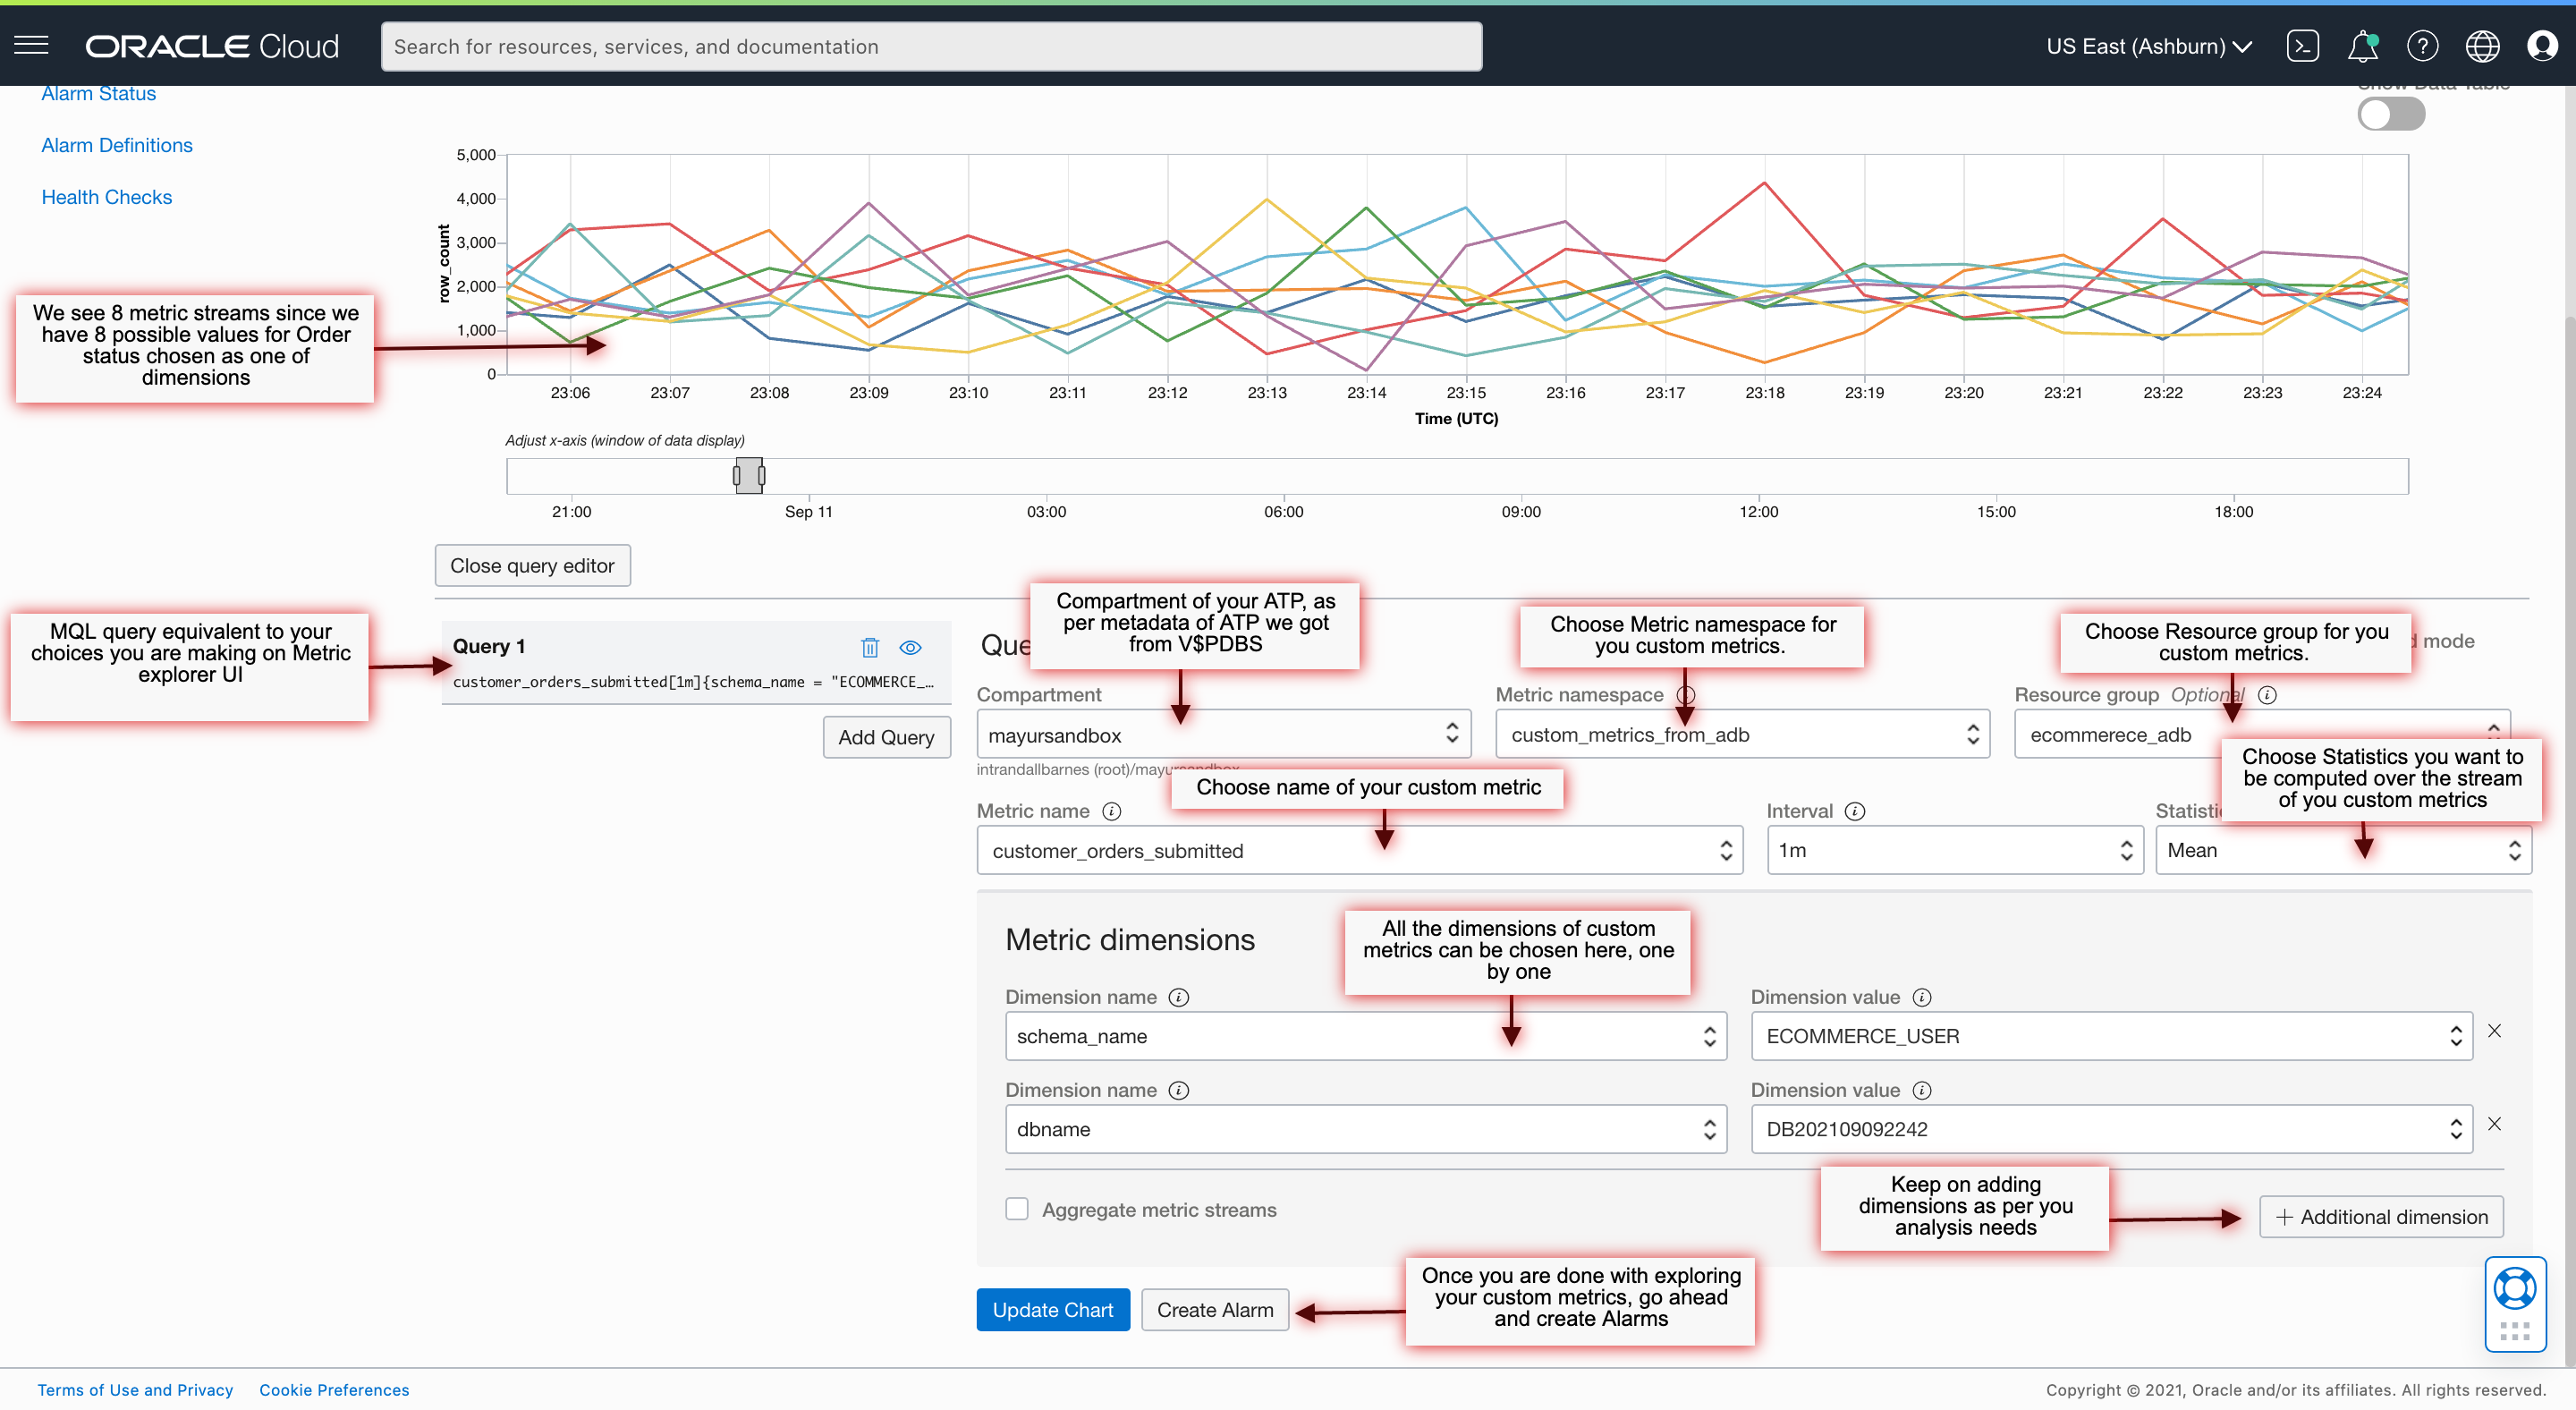 ORACLE Cloud
Search for resources, services, and documentation
US East (Ashburn)
Alarm Status
Alarm Definitions
Health Checks
Show Data Table
5,000
4,000
3,000
2,000
1,000
0
row_count
23:06 23:07 23:08 23:09 23:10 23:11 23:12 23:13 23:14 23:15 23:16 23:17 23:18 23:19 23:20 23:21 23:22 23:23 23:24
Time (UTC)
We see 8 metric streams since we
have 8 possible values for Order
status chosen as one of
dimensions
Adjust x-axis (window of data display)
21:00 Sep 11 03:00 06:00 09:00 12:00 15:00 18:00
Close query editor
MQL query equivalent to your
choices you are making on Metric
explorer UI
Query 1
customer_orders_submitted[1m]{schema_name = "ECOMMERCE_…
Add Query
Compartment of your ATP, as
per metadata of ATP we got
from V$PDBS
Choose Metric namespace for
you custom metrics.
Choose Resource group for you
custom metrics.
mode
Compartment
mayursandbox
intrandallbarnes (root)/mayursandbox
Metric namespace
custom_metrics_from_adb
Resource group Optional
ecommerece_adb
Choose name of your custom metric
Choose Statistics you want to
be computed over the stream
of you custom metrics
Metric name
customer_orders_submitted
Interval
1m
Mean
Metric dimensions
All the dimensions of custom
metrics can be chosen here, one
by one
Dimension name
schema_name
Dimension value
ECOMMERCE_USER
Dimension name
dbname
Dimension value
DB202109092242
Aggregate metric streams
Keep on adding
dimensions as per you
analysis needs
+ Additional dimension
Update Chart
Create Alarm
Once you are done with exploring
your custom metrics, go ahead
and create Alarms
Terms of Use and Privacy
Cookie Preferences
Copyright © 2021, Oracle and/or its affiliates. All rights reserved.